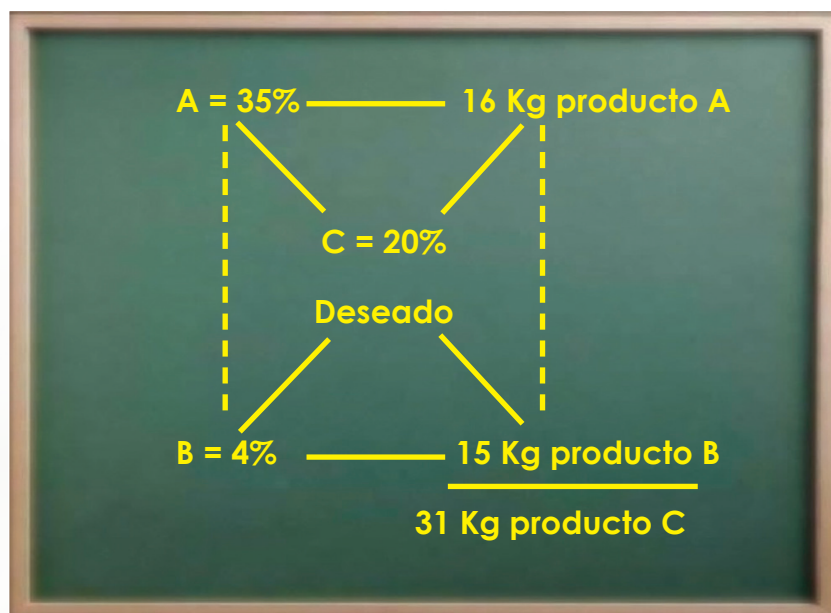 A = 35% 16 Kg producto A
C = 20%
Deseado
B = 4% 15 Kg producto B
31 Kg producto C